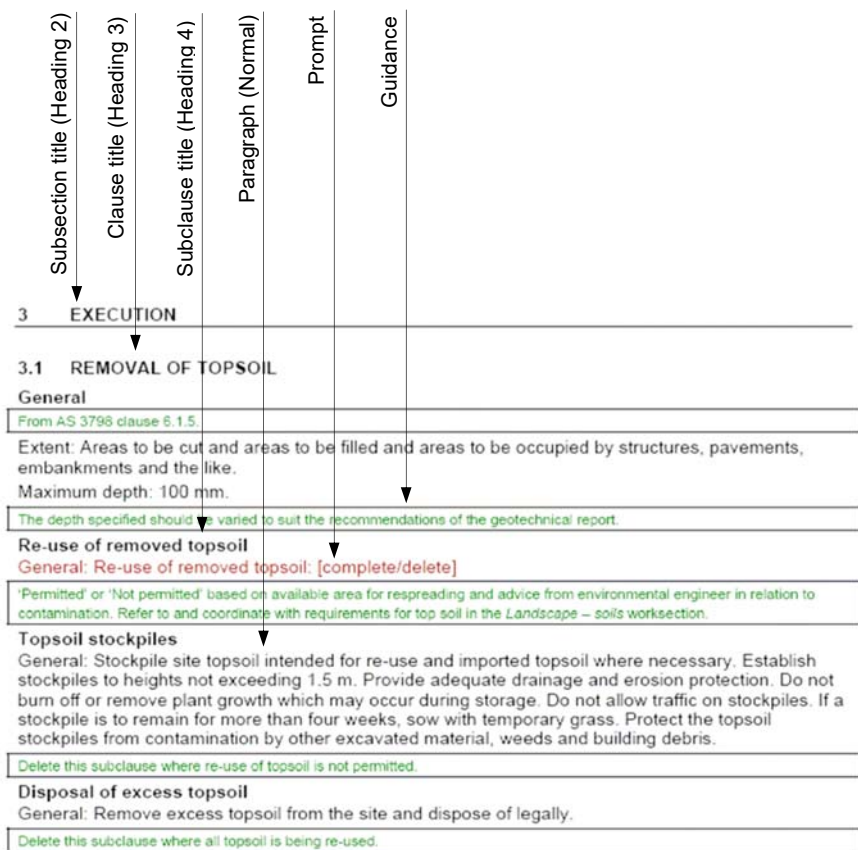 Subsection title (Heading 2)
Clause title (Heading 3)
Subclause title (Heading 4)
Paragraph (Normal)
Prompt
Guidance
3 EXECUTION
3.1 REMOVAL OF TOPSOIL
General
From AS 3798 clause 6.1.5.
Extent: Areas to be cut and areas to be filled and areas to be occupied by structures, pavements,
embankments and the like.
Maximum depth: 100 mm.
The depth specified should be varied to suit the recommendations of the geotechnical report.
Re-use of removed topsoil
General: Re-use of removed topsoil: [complete/delete]
'Permitted' or 'Not permitted' based on available area for respreading and advice from environmental engineer in relation to
contamination. Refer to and coordinate with requirements for top soil in the Landscape – soils worksection.
Topsoil stockpiles
General: Stockpile site topsoil intended for re-use and imported topsoil where necessary. Establish
stockpiles to heights not exceeding 1.5 m. Provide adequate drainage and erosion protection. Do not
burn off or remove plant growth which may occur during storage. Do not allow traffic on stockpiles. If a
stockpile is to remain for more than four weeks, sow with temporary grass. Protect the topsoil
stockpiles from contamination by other excavated material, weeds and building debris.
Delete this subclause where re-use of topsoil is not permitted.
Disposal of excess topsoil
General: Remove excess topsoil from the site and dispose of legally.
Delete this subclause where all topsoil is being re-used.